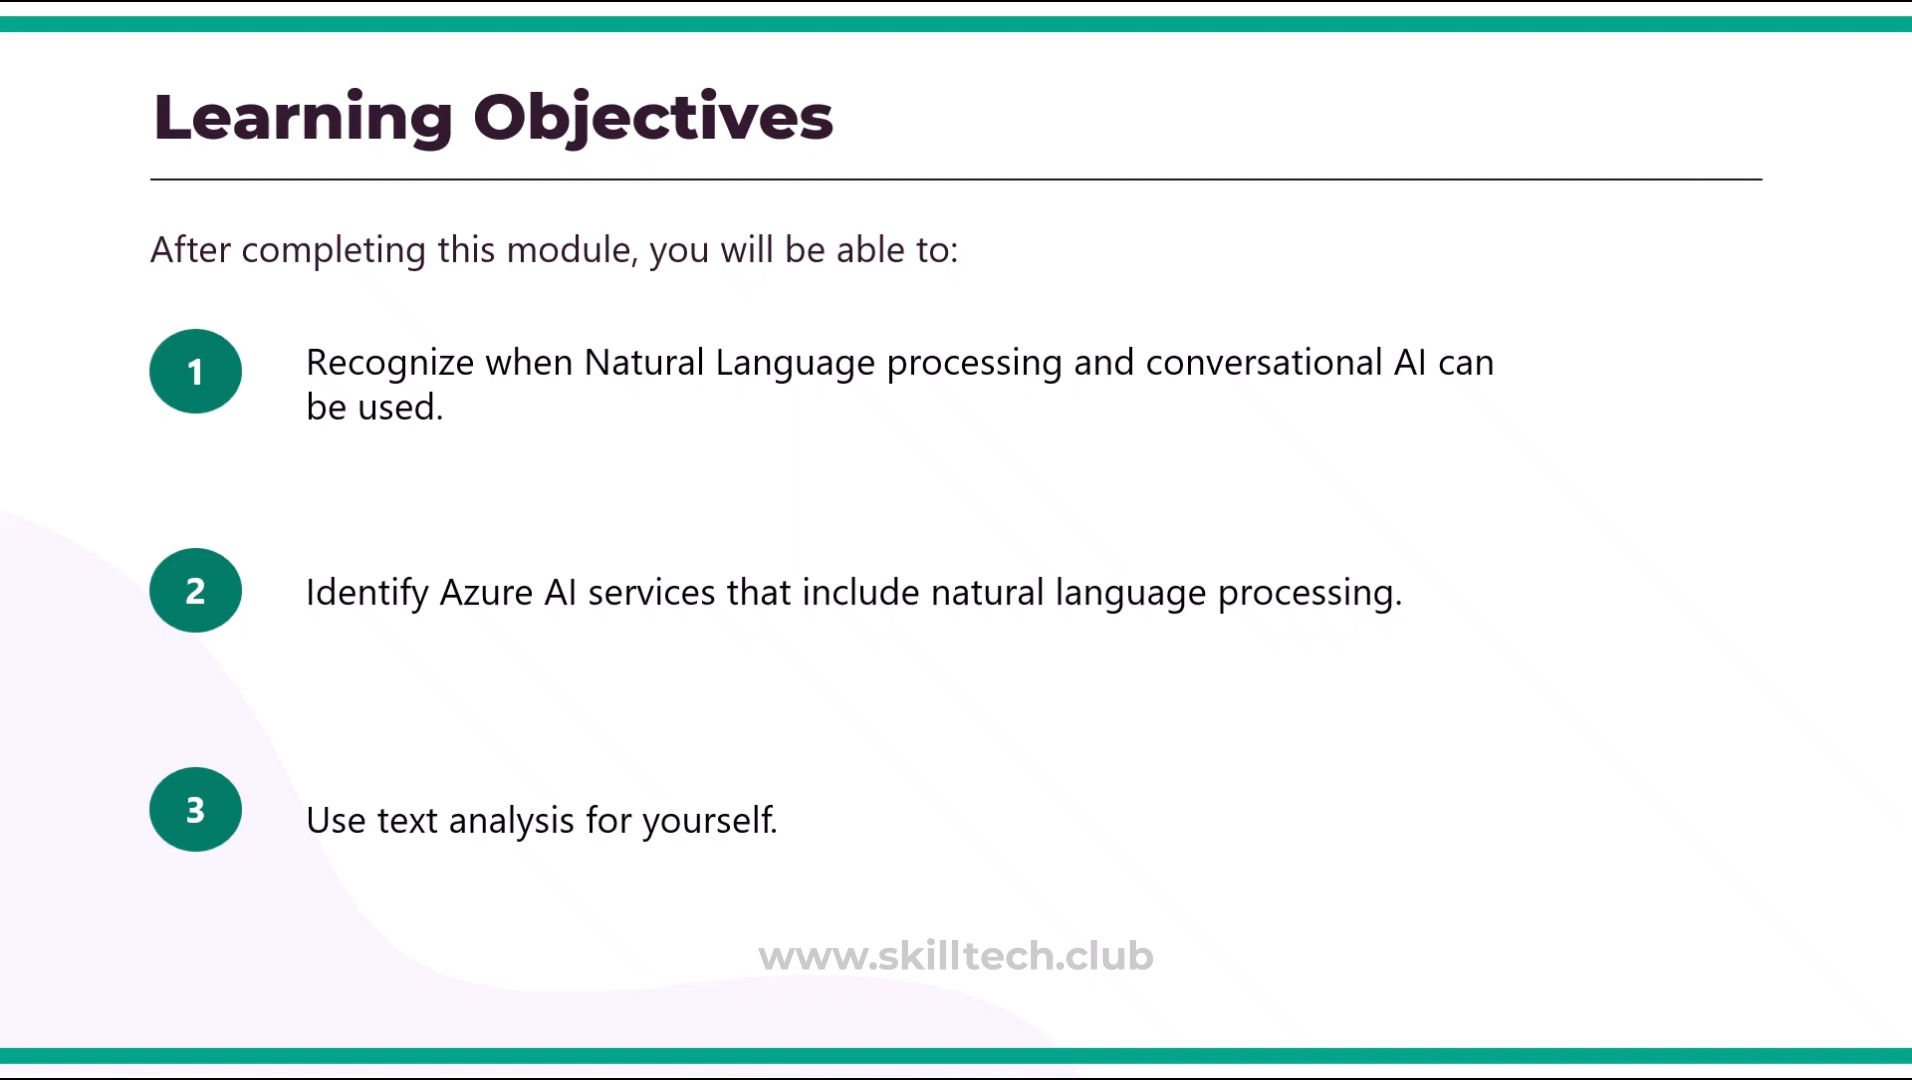 Learning Objectives
After completing this module, you will be able to:
1
Recognize when Natural Language processing and conversational AI can
be used.
2
Identify Azure AI services that include natural language processing.
3
Use text analysis for yourself.
www.skilltech.club